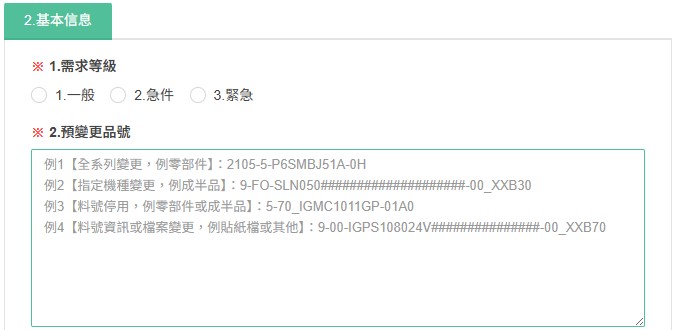 2.基本信息
※ 1.需求等級
1.一般 2.急件 3.緊急
※ 2.預變更品號
例1【全系列變更，例零部件】：2105-5-P6SMBJ51A-0H
例2【指定機種變更，例成半品】：9-FO-SLN050####################-00_XXB30
例3【料號停用，例零部件或成半品】：5-70_IGMC1011GP-01A0
例4【料號資訊或檔案變更，例貼紙檔或其他】：9-00-IGPS108024V###############-00_XXB70